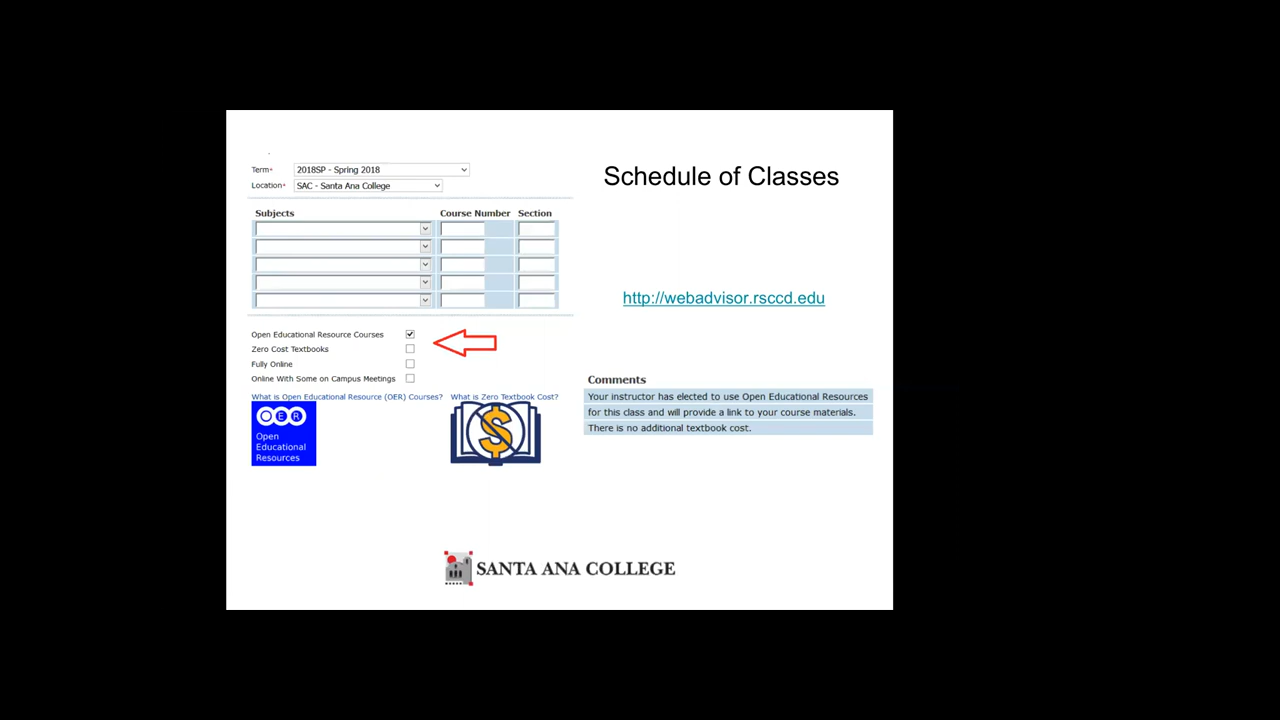 Term* 2018SP - Spring 2018
Location* SAC - Santa Ana College
Subjects Course Number Section
Open Educational Resource Courses
Zero Cost Textbooks
Fully Online
Online With Some on Campus Meetings
What is Open Educational Resource (OER) Courses? What is Zero Textbook Cost?
OER
Open
Educational
Resources
$
Schedule of Classes
http://webadvisor.rsccd.edu
Comments
Your instructor has elected to use Open Educational Resources
for this class and will provide a link to your course materials.
There is no additional textbook cost.
SANTA ANA COLLEGE